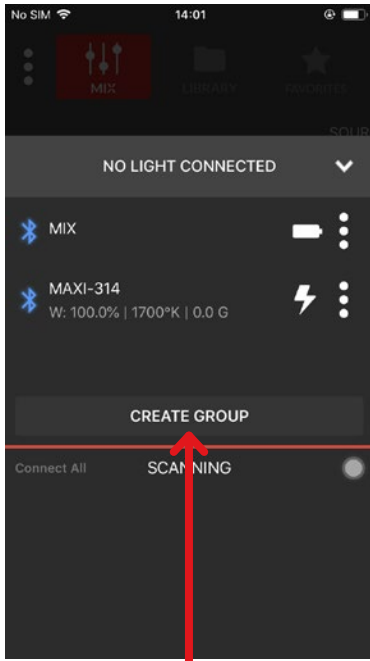 No SIM 14:01
MIX LIBRARY FAVORITES
SOUR
NO LIGHT CONNECTED
MIX
MAXI-314
W: 100.0% | 1700°K | 0.0 G
CREATE GROUP
Connect All SCANNING